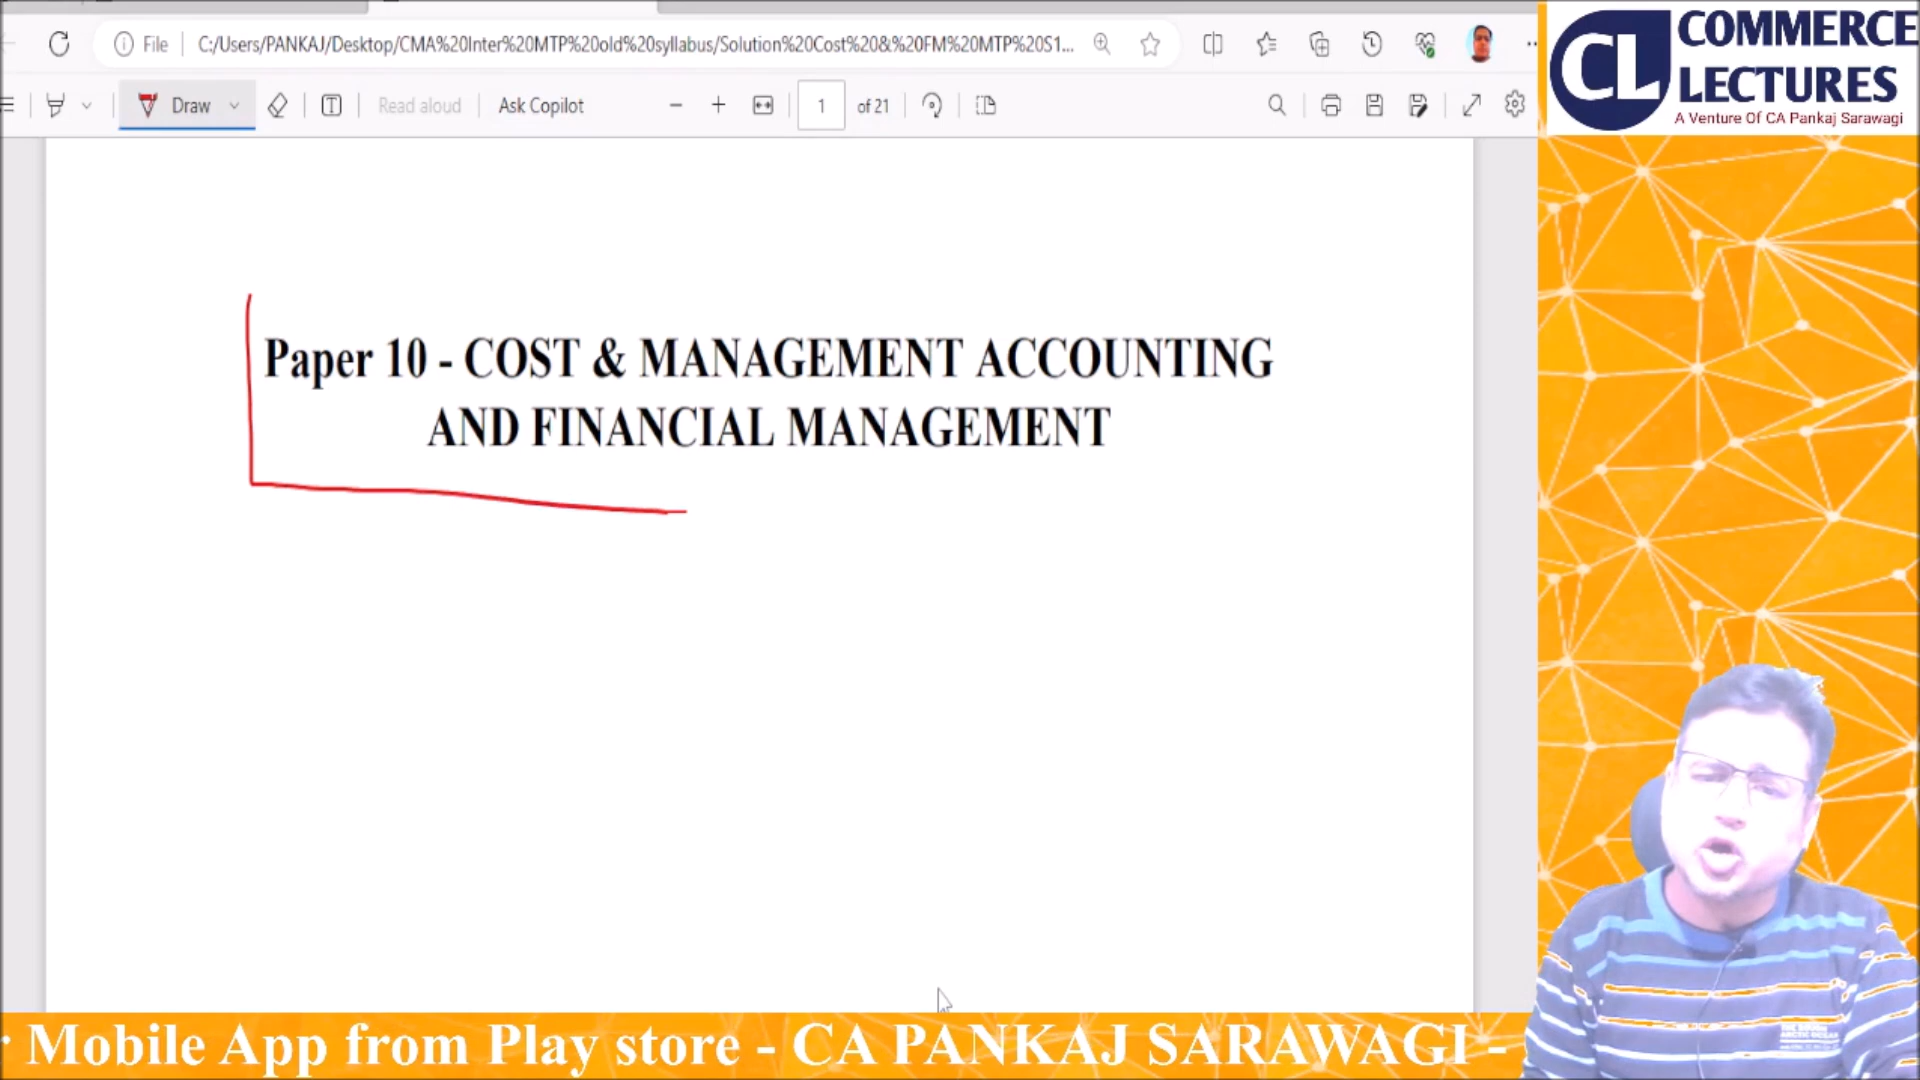 File
C:/Users/PANKAJ/Desktop/CMA%20Inter%20MTP%20old%20syllabus/Solution%20Cost%20&%20FM%20MTP%20S1...
Draw
Read aloud
Ask Copilot
1
of 21
CL COMMERCE
LECTURES
A Venture Of CA Pankaj Sarawagi
Paper 10 - COST & MANAGEMENT ACCOUNTING
AND FINANCIAL MANAGEMENT
Mobile App from Play store - CA PANKAJ SARAWAGI -